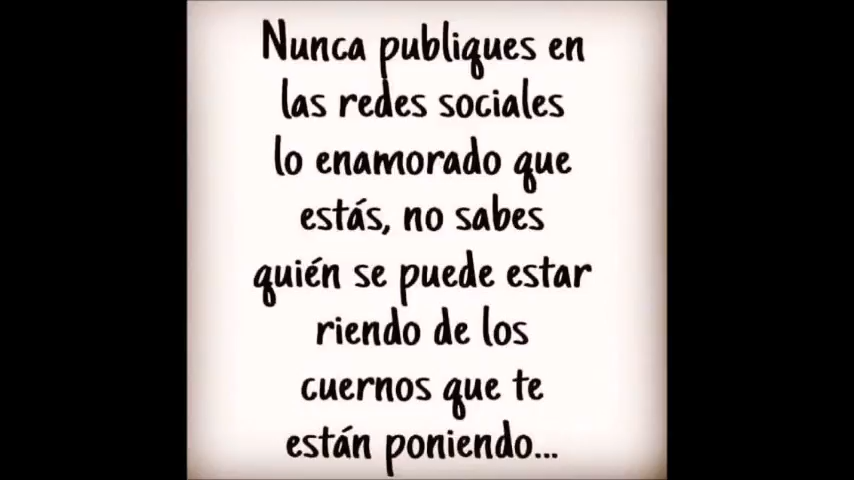 Nunca publiques en
las redes sociales
lo enamorado que
estás, no sabes
quién se puede estar
riendo de los
cuernos que te
están poniendo...